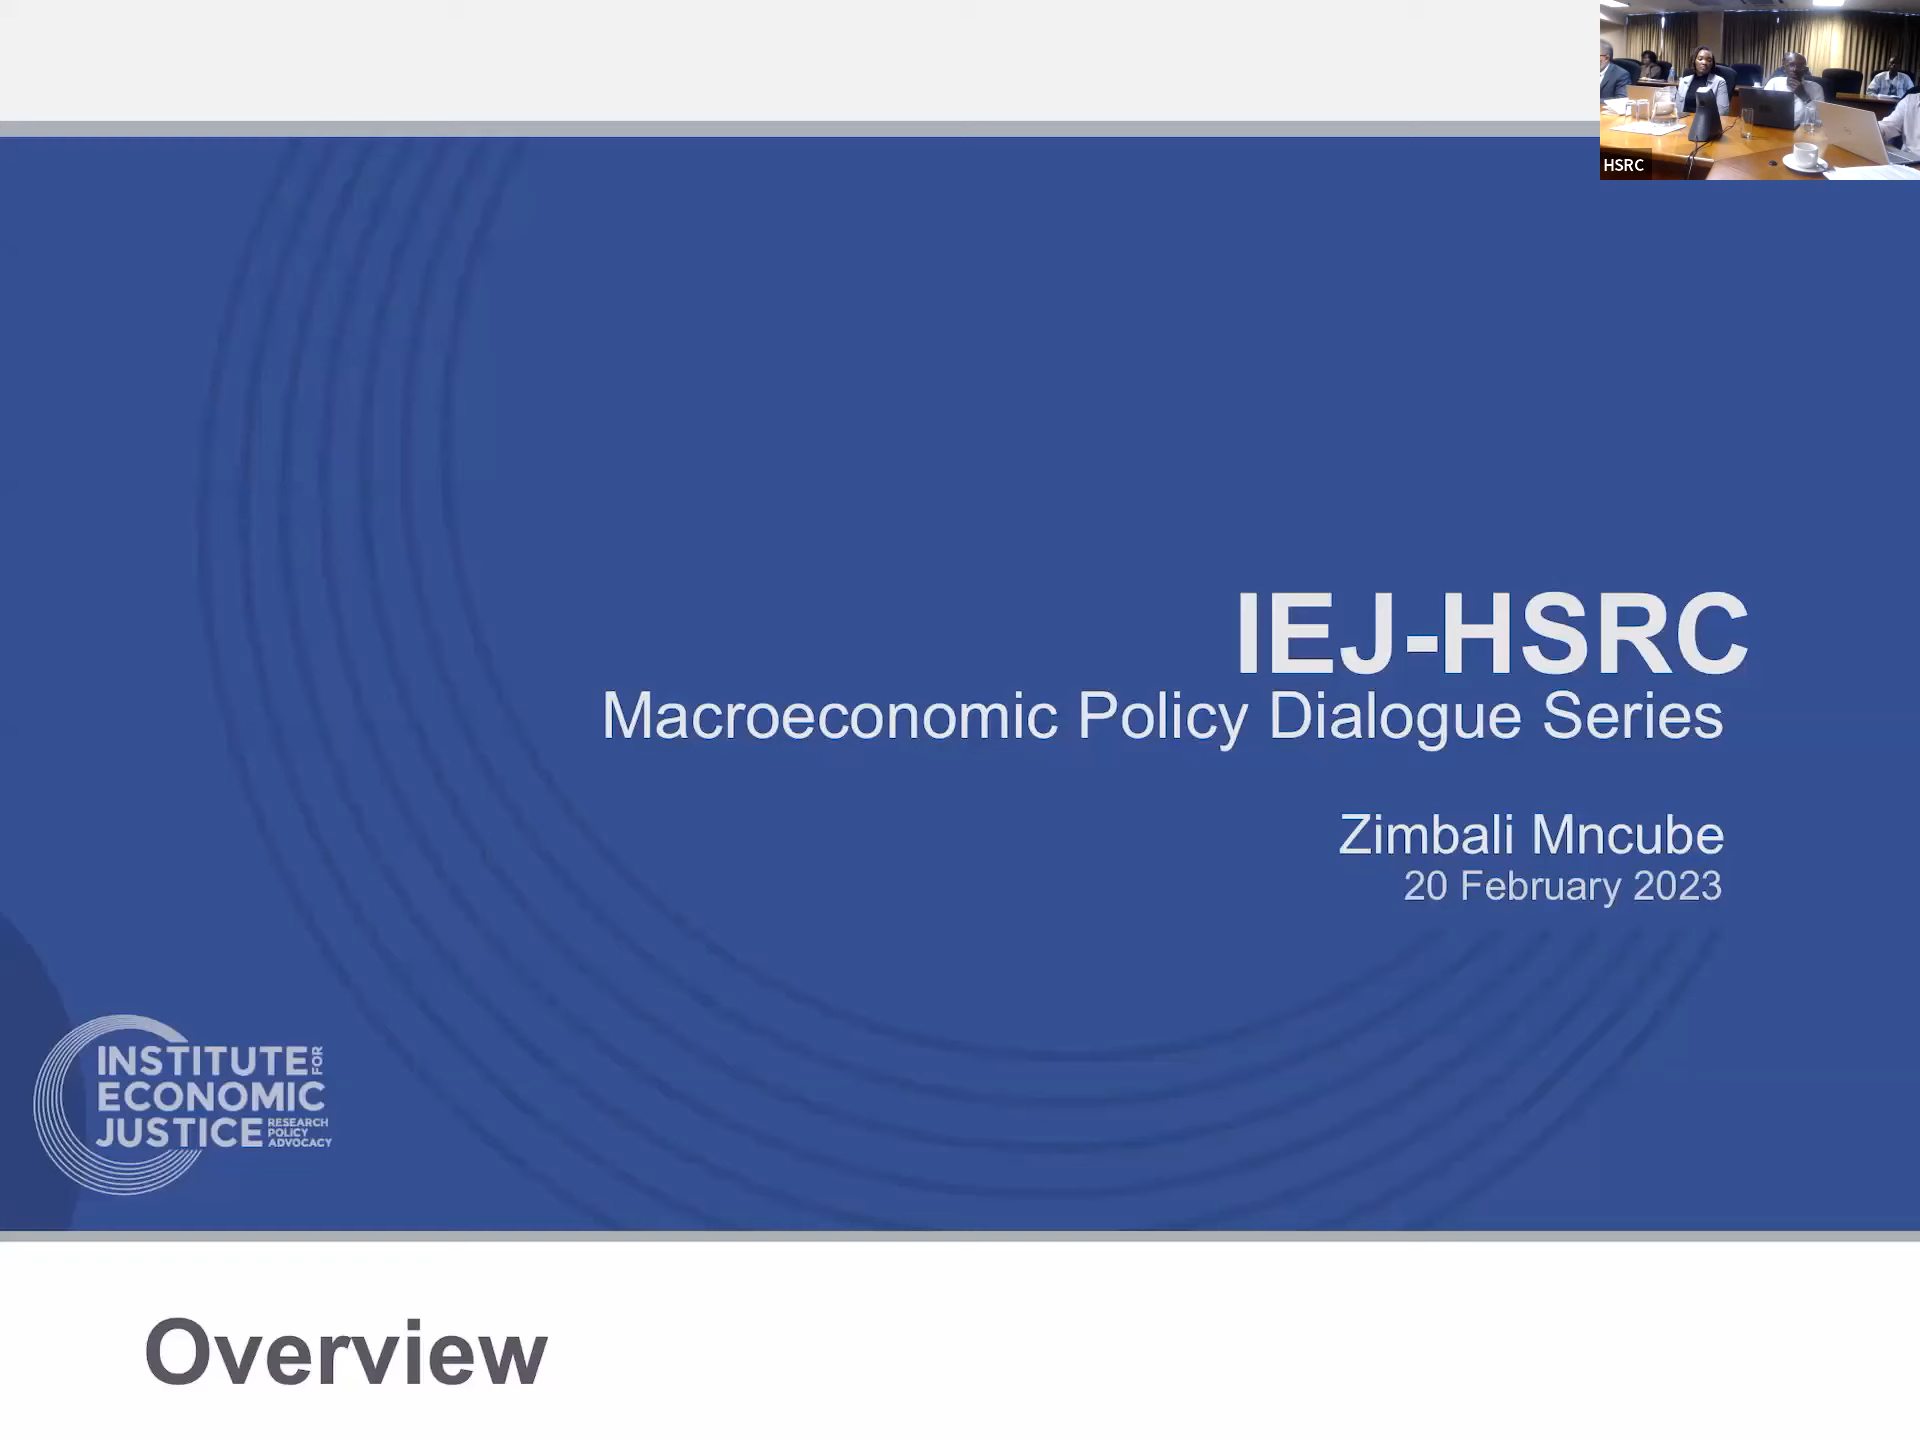 HSRC
IEJ-HSRC
Macroeconomic Policy Dialogue Series
Zimbali Mncube
20 February 2023
INSTITUTE FOR
ECONOMIC
JUSTICE
RESEARCH
POLICY
ADVOCACY
Overview